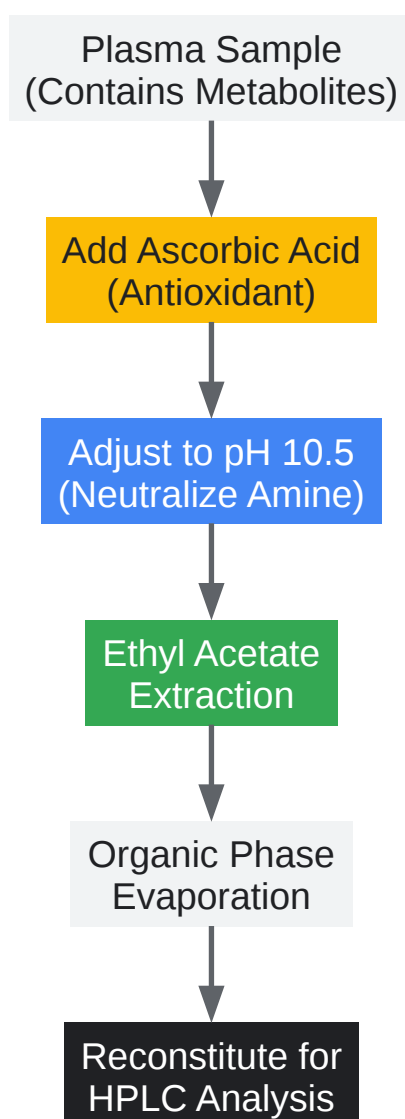 Plasma Sample
(Contains Metabolites)
Add Ascorbic Acid
(Antioxidant)
Adjust to pH 10.5
(Neutralize Amine)
Ethyl Acetate
Extraction
Organic Phase
Evaporation
Reconstitute for
HPLC Analysis